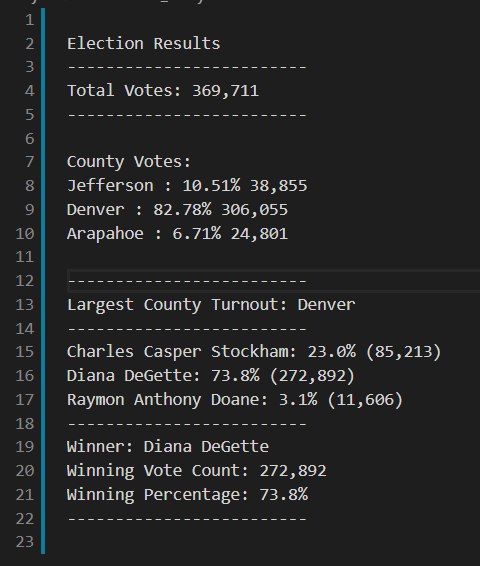 1
2 Election Results
3 -------------------------
4 Total Votes: 369,711
5 -------------------------
6
7 County Votes:
8 Jefferson : 10.51% 38,855
9 Denver : 82.78% 306,055
10 Arapahoe : 6.71% 24,801
11
12 -------------------------
13 Largest County Turnout: Denver
14 -------------------------
15 Charles Casper Stockham: 23.0% (85,213)
16 Diana DeGette: 73.8% (272,892)
17 Raymon Anthony Doane: 3.1% (11,606)
18 -------------------------
19 Winner: Diana DeGette
20 Winning Vote Count: 272,892
21 Winning Percentage: 73.8%
22 -------------------------
23